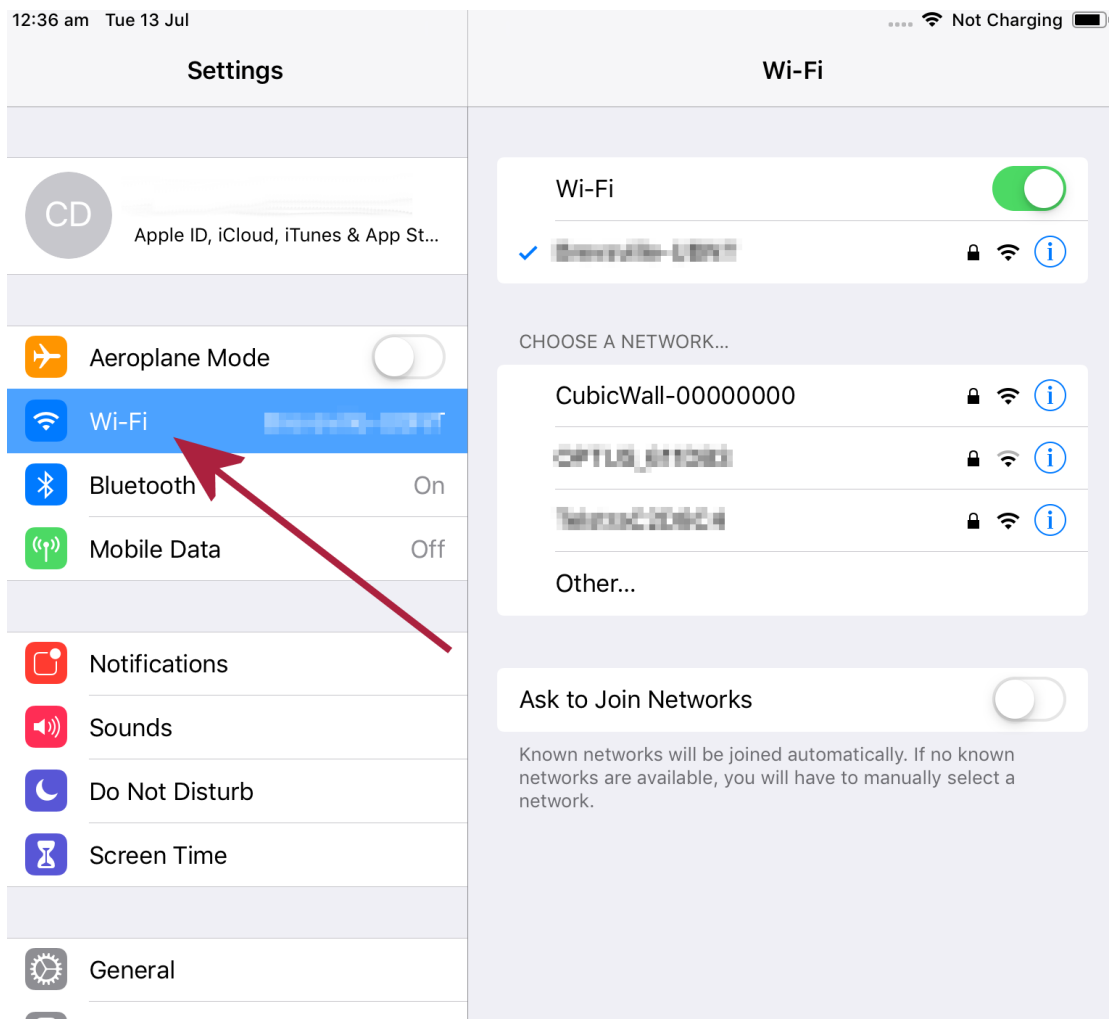 12:36 am Tue 13 Jul
Not Charging
Settings
Wi-Fi
CD
Apple ID, iCloud, iTunes & App St...
Aeroplane Mode
Wi-Fi
Bluetooth
On
Mobile Data
Off
Notifications
Sounds
Do Not Disturb
Screen Time
General
Wi-Fi
CHOOSE A NETWORK...
CubicWall-00000000
Other...
Ask to Join Networks
Known networks will be joined automatically. If no known
networks are available, you will have to manually select a
network.